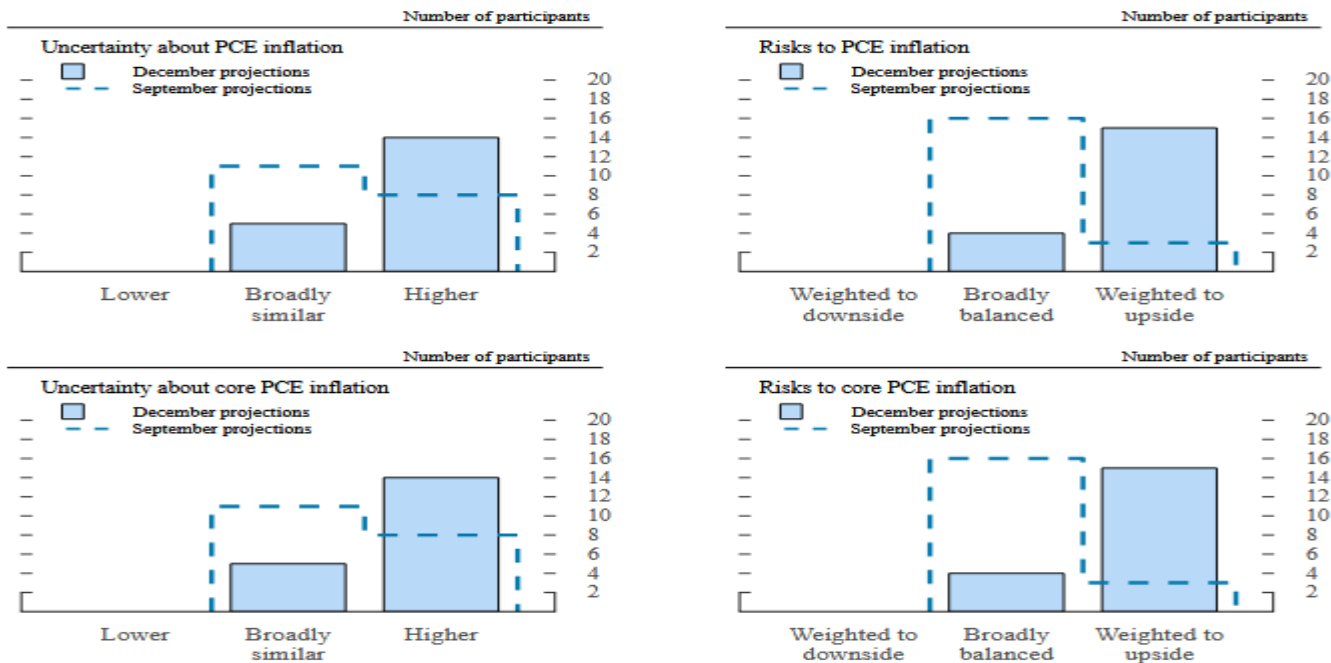 Number of participants
Uncertainty about PCE inflation
December projections
September projections
20
18
16
14
12
10
8
6
4
2
Lower
Broadly similar
Higher
Number of participants
Risks to PCE inflation
December projections
September projections
20
18
16
14
12
10
8
6
4
2
Weighted to downside
Broadly balanced
Weighted to upside
Number of participants
Uncertainty about core PCE inflation
December projections
September projections
20
18
16
14
12
10
8
6
4
2
Lower
Broadly similar
Higher
Number of participants
Risks to core PCE inflation
December projections
September projections
20
18
16
14
12
10
8
6
4
2
Weighted to downside
Broadly balanced
Weighted to upside